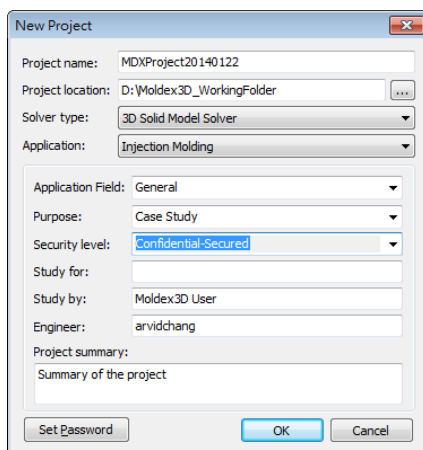 New Project
Project name: MDXProject20140122
Project location: D:\Moldex3D_WorkingFolder ...
Solver type: 3D Solid Model Solver
Application: Injection Molding
Application Field: General
Purpose: Case Study
Security level: Confidential-Secured
Study for:
Study by: Moldex3D User
Engineer: arvidchang
Project summary:
Summary of the project
Set Password OK Cancel